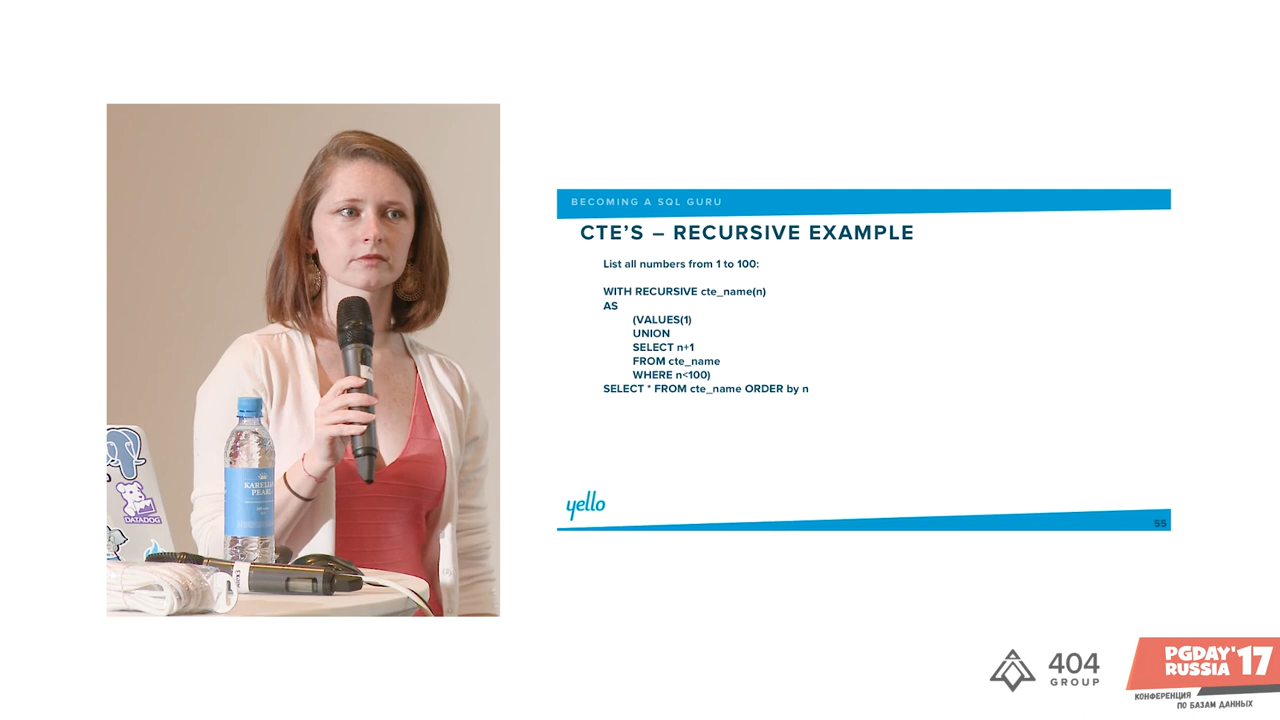 BECOMING A SQL GURU
CTE'S – RECURSIVE EXAMPLE
List all numbers from 1 to 100:
WITH RECURSIVE cte_name(n)
AS
(VALUES(1)
UNION
SELECT n+1
FROM cte_name
WHERE n<100)
SELECT * FROM cte_name ORDER by n
yello
55
DATADOG
KARELIA
PEARL
404
GROUP
PGDAY'17
RUSSIA
КОНФЕРЕНЦИЯ
ПО БАЗАМ ДАННЫХ